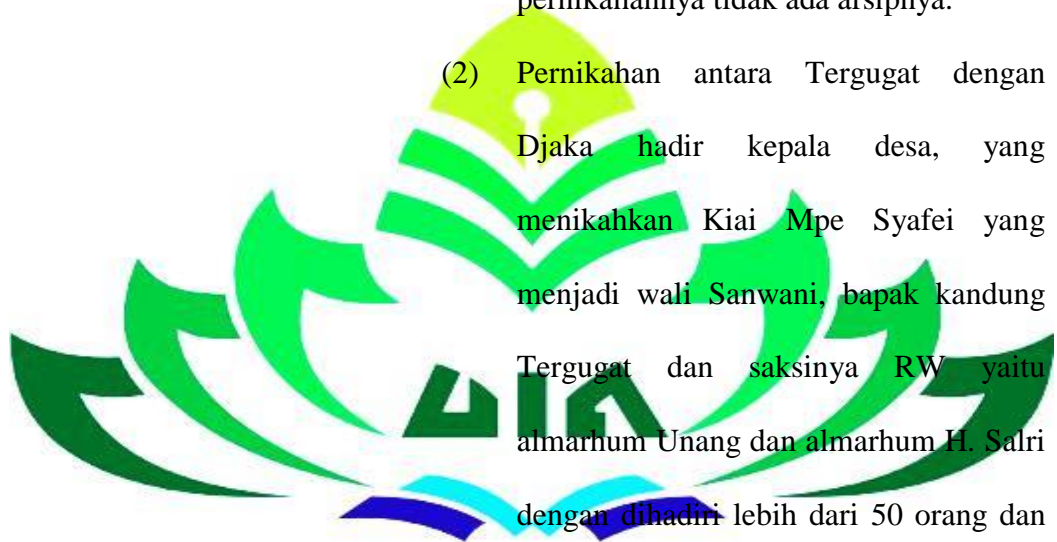 pernikahannya tidak ada arsipnya.
(2) Pernikahan antara Tergugat dengan
Djaka hadir kepala desa, yang
menikahkan Kiai Mpe Syafei yang
menjadi wali Sanwani, bapak kandung
Tergugat dan saksinya RW yaitu
almarhum Unang dan almarhum H. Salri
dengan dihadiri lebih dari 50 orang dan